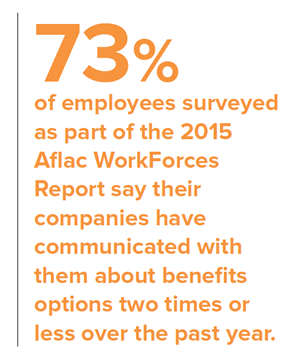 73%
of employees surveyed
as part of the 2015
Aflac WorkForces
Report say their
companies have
communicated with
them about benefits
options two times or
less over the past year.